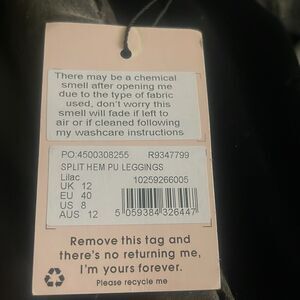 There may be a chemical
smell after opening me
due to the type of fabric
used, don't worry this
smell will fade if left to
air or if cleaned following
my washcare instructions
PO:4500308255 R9347799
SPLIT HEM PU LEGGINGS
Lilac 10259266005
UK 12
EU 40
US 8
AUS 12 5 059384 326447
Remove this tag and
there's no returning me,
I'm yours forever.
Please recycle me